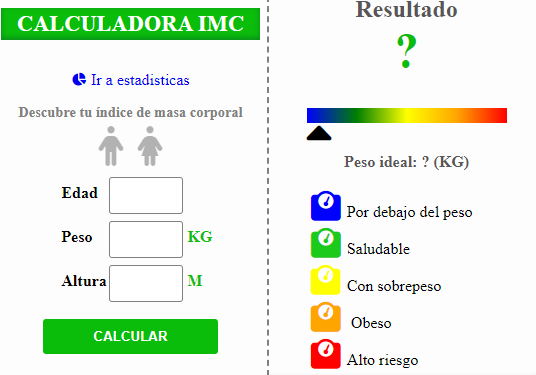 CALCULADORA IMC
Ir a estadisticas
Descubre tu índice de masa corporal
Edad
Peso KG
Altura M
CALCULAR
Resultado
?
Peso ideal: ? (KG)
Por debajo del peso
Saludable
Con sobrepeso
Obeso
Alto riesgo